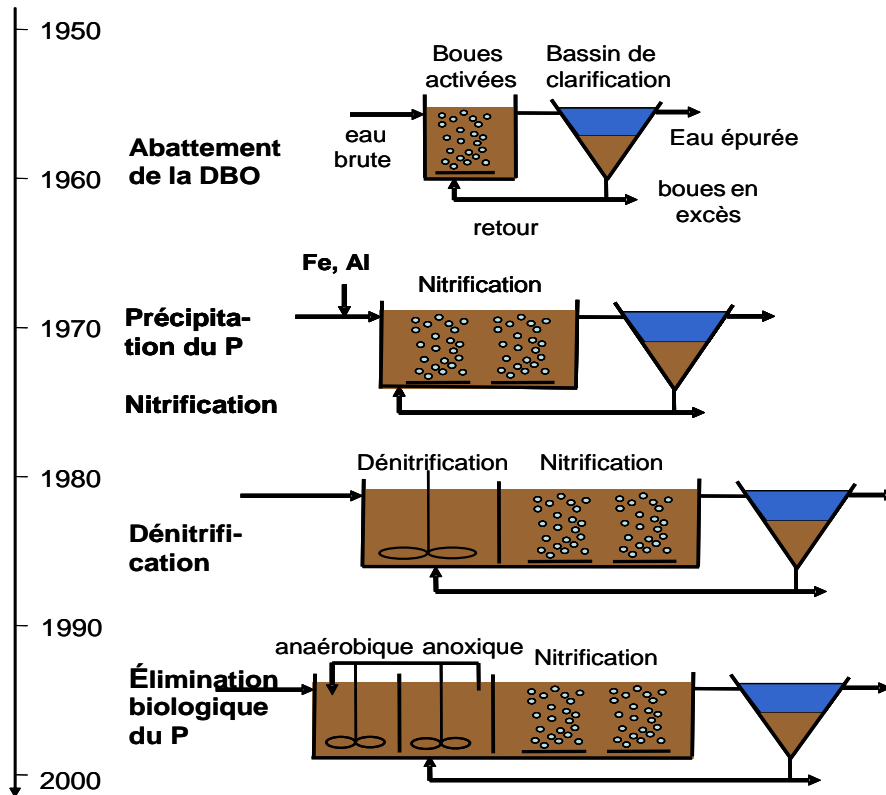 1950
Boues
activées
Bassin de
clarification
eau
brute
Eau épurée
Abattement
de la DBO
1960
boues en
excès
retour
Fe, Al
Nitrification
1970
Précipita-
tion du P
Nitrification
1980
Dénitrification
Nitrification
Dénitrifi-
cation
1990
anaérobique anoxique
Nitrification
Élimination
biologique
du P
2000